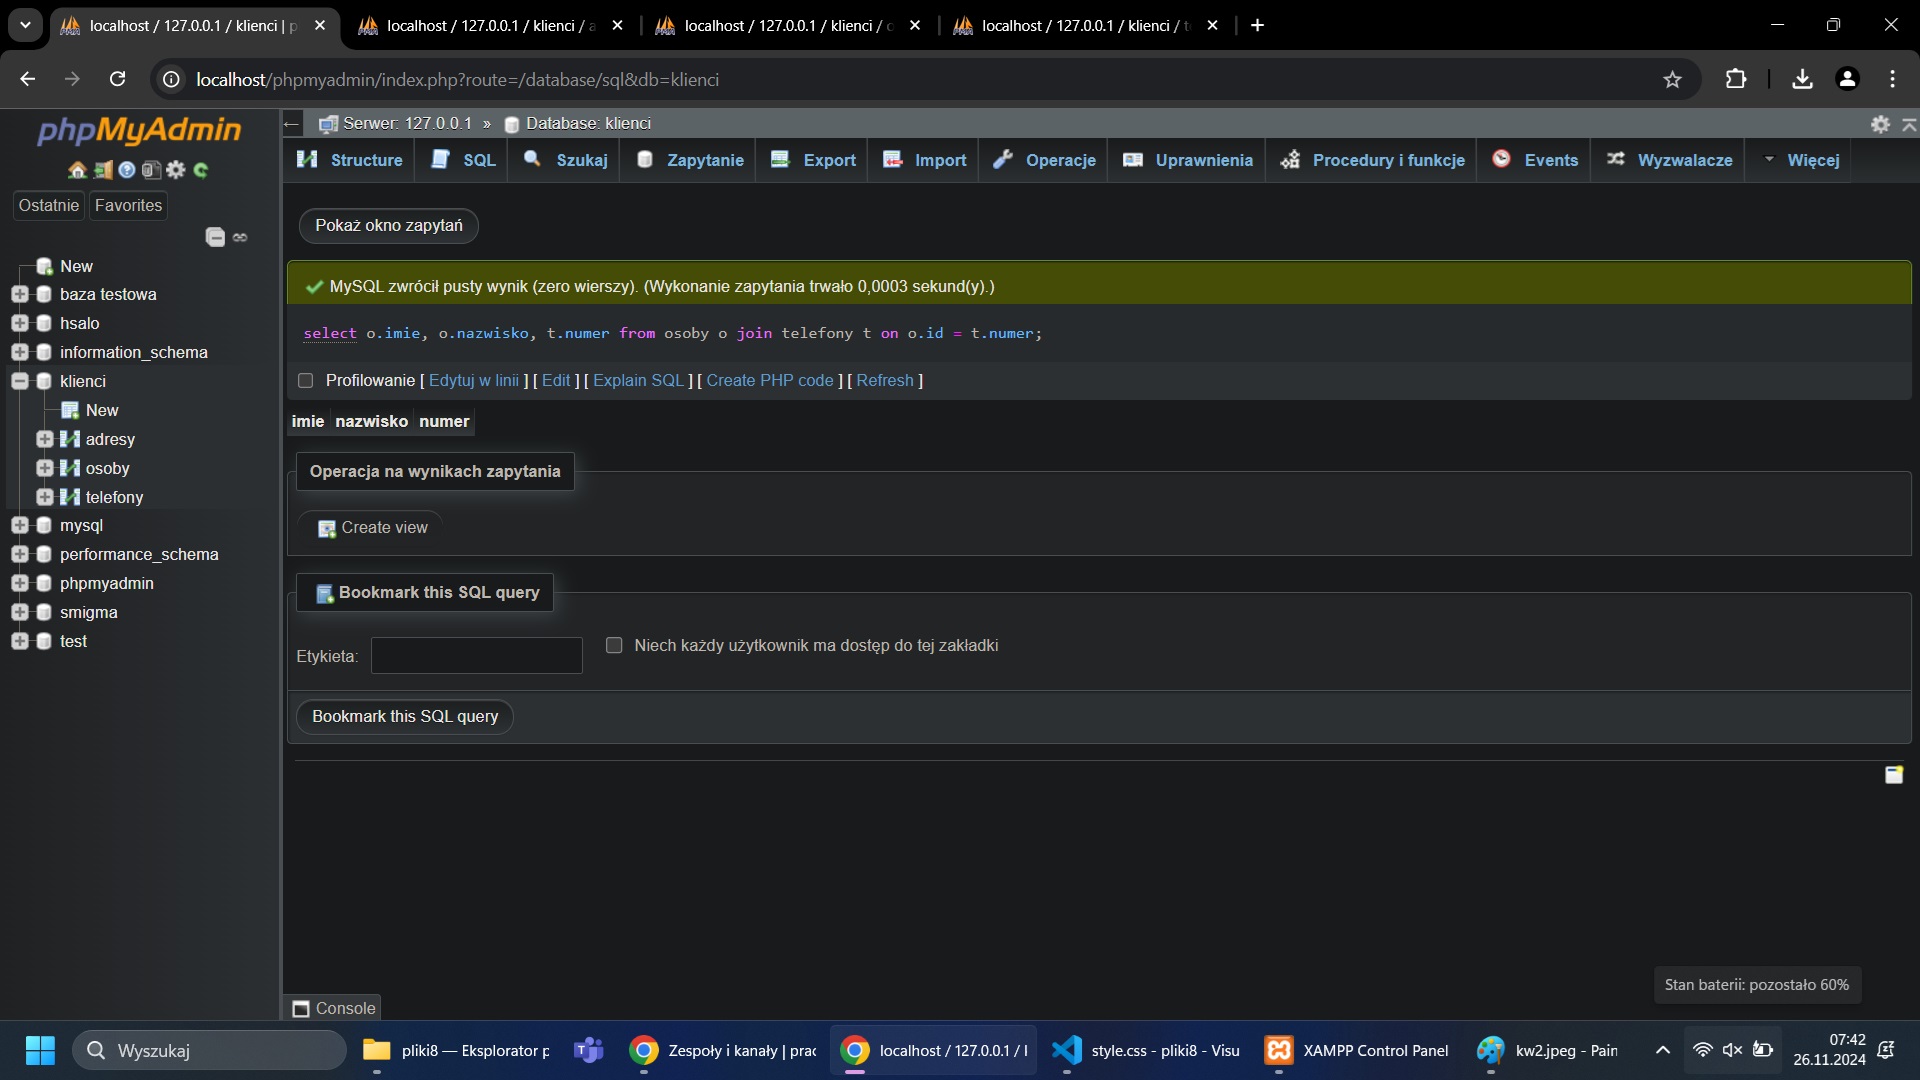 localhost / 127.0.0.1 / klienci | p
localhost / 127.0.0.1 / klienci / a
localhost / 127.0.0.1 / klienci / o
localhost / 127.0.0.1 / klienci / t
localhost/phpmyadmin/index.php?route=/database/sql&db=klienci
phpMyAdmin
Ostatnie
Favorites
New
baza testowa
hsalo
information_schema
klienci
New
adresy
osoby
telefony
mysql
performance_schema
phpmyadmin
smigma
test
Serwer: 127.0.0.1 » Database: klienci
Structure
SQL
Szukaj
Zapytanie
Export
Import
Operacje
Uprawnienia
Procedury i funkcje
Events
Wyzwalacze
Więcej
Pokaż okno zapytań
MySQL zwrócił pusty wynik (zero wierszy). (Wykonanie zapytania trwało 0,0003 sekund(y).)
select o.imie, o.nazwisko, t.numer from osoby o join telefony t on o.id = t.numer;
Profilowanie [ Edytuj w linii ] [ Edit ] [ Explain SQL ] [ Create PHP code ] [ Refresh ]
imie nazwisko numer
Operacja na wynikach zapytania
Create view
Bookmark this SQL query
Etykieta:
Niech każdy użytkownik ma dostęp do tej zakładki
Bookmark this SQL query
Stan baterii: pozostało 60%
Console
Wyszukaj
pliki8 — Eksplorator p
Zespoły i kanały | prac
localhost / 127.0.0.1 / l
style.css - pliki8 - Visu
XAMPP Control Panel
kw2.jpeg - Pain
07:42
26.11.2024